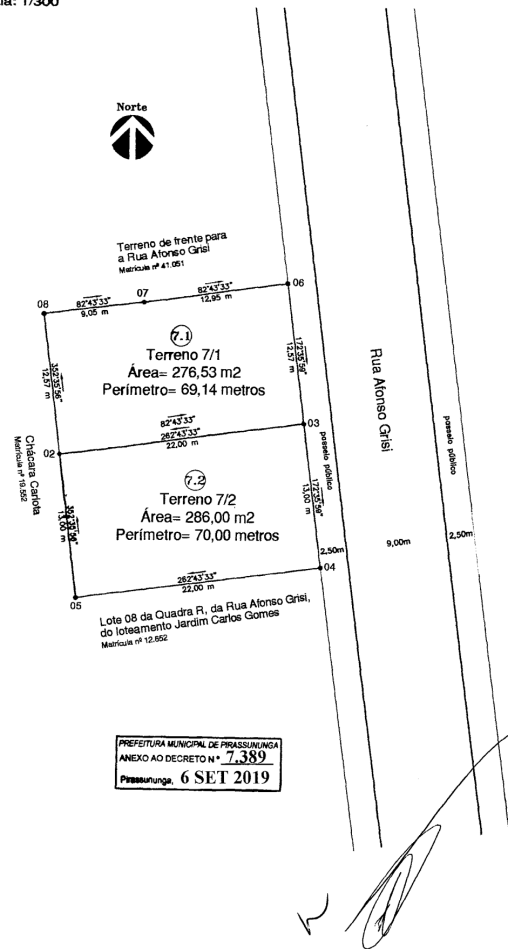 la: 1/300
Norte
Terreno de frente para
a Rua Afonso Grisi
Matrícula nº 41.051
08
82°43'33"
9,05 m
07
82°43'33"
12,95 m
06
7.1
Terreno 7/1
Área= 276,53 m2
Perímetro= 69,14 metros
352°35'56"
12,57 m
172°35'59"
12,57 m
Rua Afonso Grisi
82°43'33"
262°43'33"
22,00 m
02
03
Chácara Carlota
Matrícula nº 19.552
7.2
Terreno 7/2
Área= 286,00 m2
Perímetro= 70,00 metros
13,00 m
172°35'59"
13,00 m
passeio público
passeio público
2,50m
9,00m
2,50m
262°43'33"
22,00 m
04
05
Lote 08 da Quadra R, da Rua Afonso Grisi,
do loteamento Jardim Carlos Gomes
Matrícula nº 12.652
PREFEITURA MUNICIPAL DE PIRASSUNUNGA
ANEXO AO DECRETO Nº 7.389
Pirassununga, 6 SET 2019